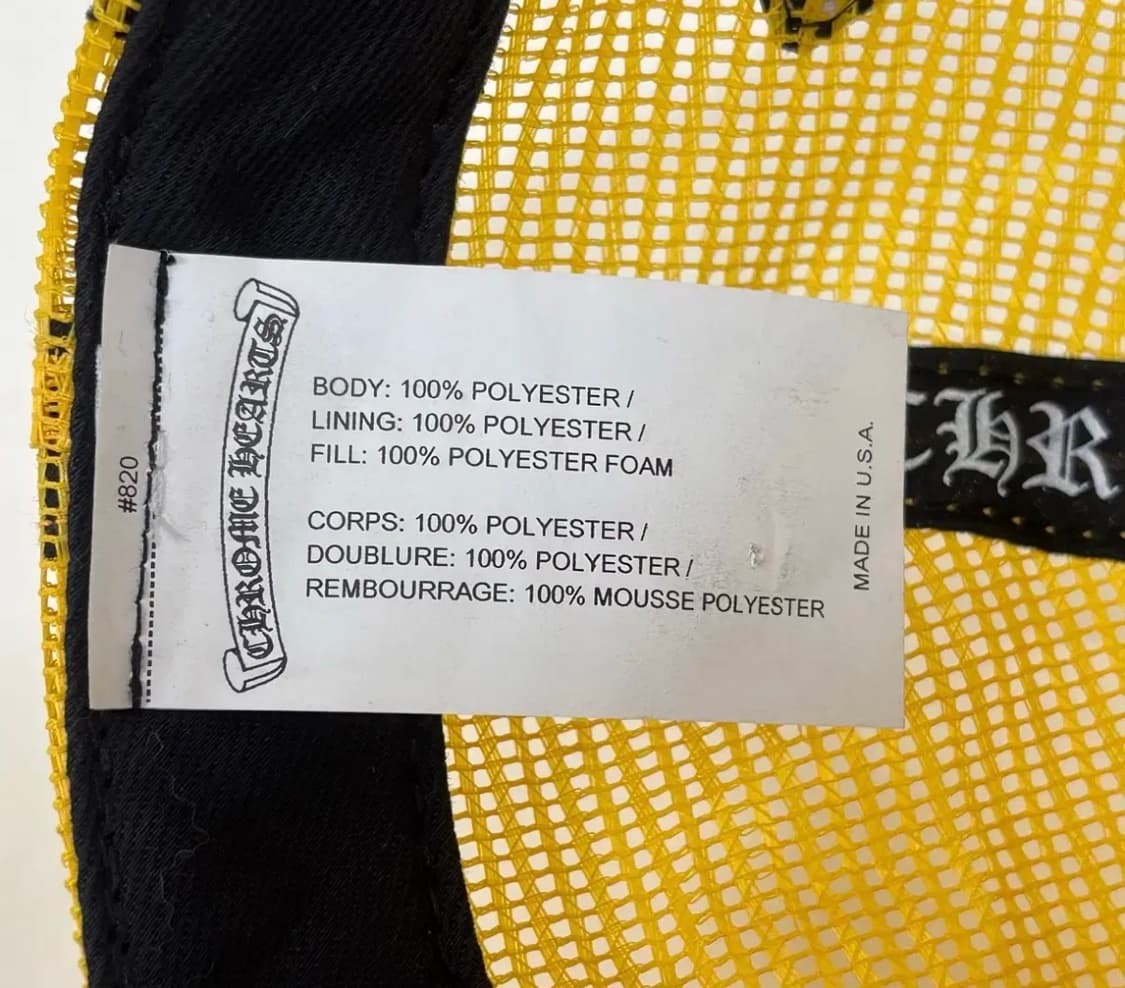 #820
CHROME HEARTS
BODY: 100% POLYESTER /
LINING: 100% POLYESTER /
FILL: 100% POLYESTER FOAM
CORPS: 100% POLYESTER /
DOUBLURE: 100% POLYESTER /
REMBOURRAGE: 100% MOUSSE POLYESTER
MADE IN U.S.A.
CHR